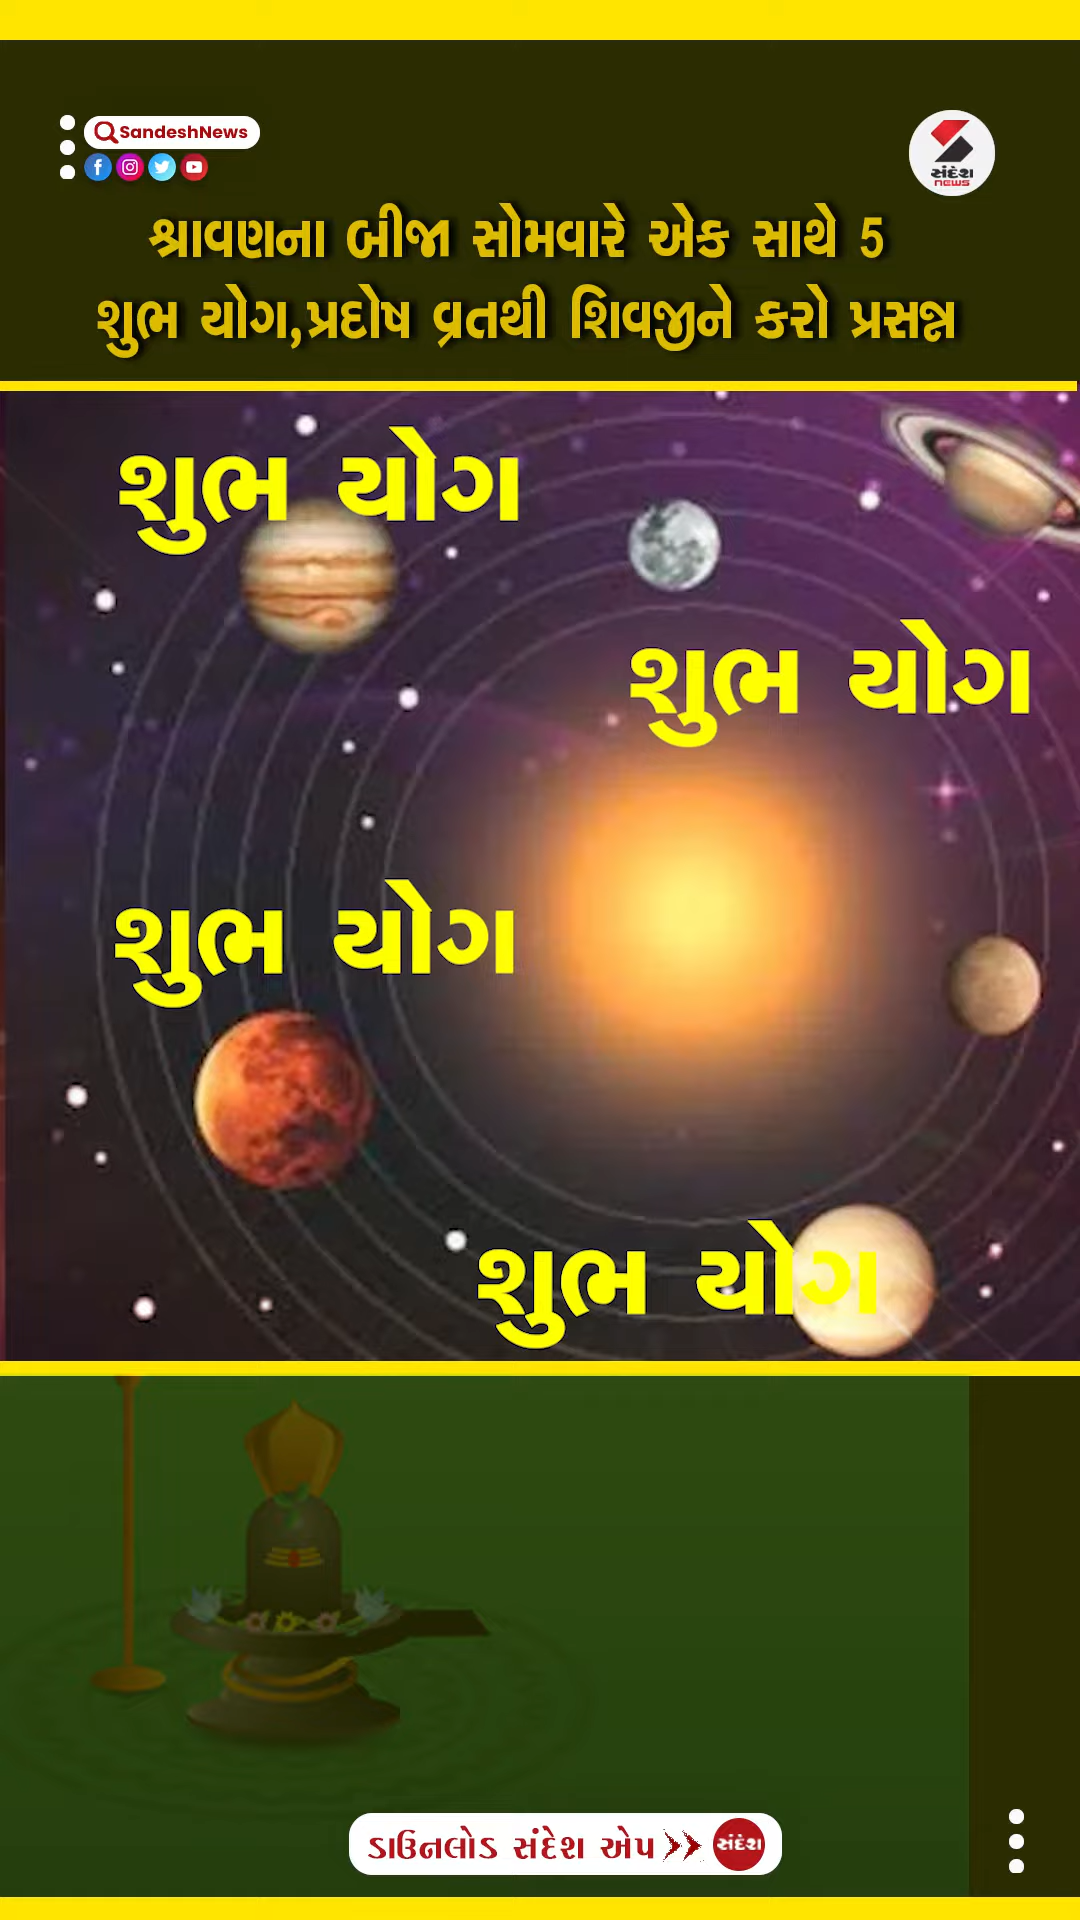 SandeshNews
સંદેશ
news
શ્રાવણના બીજા સોમવારે એક સાથે 5
શુભ યોગ,પ્રદોષ વ્રતથી શિવજીને કરો પ્રસન્ન
શુભ યોગ
શુભ યોગ
શુભ યોગ
શુભ યોગ
ડાઉનલોડ સંદેશ એપ >> સંદેશ